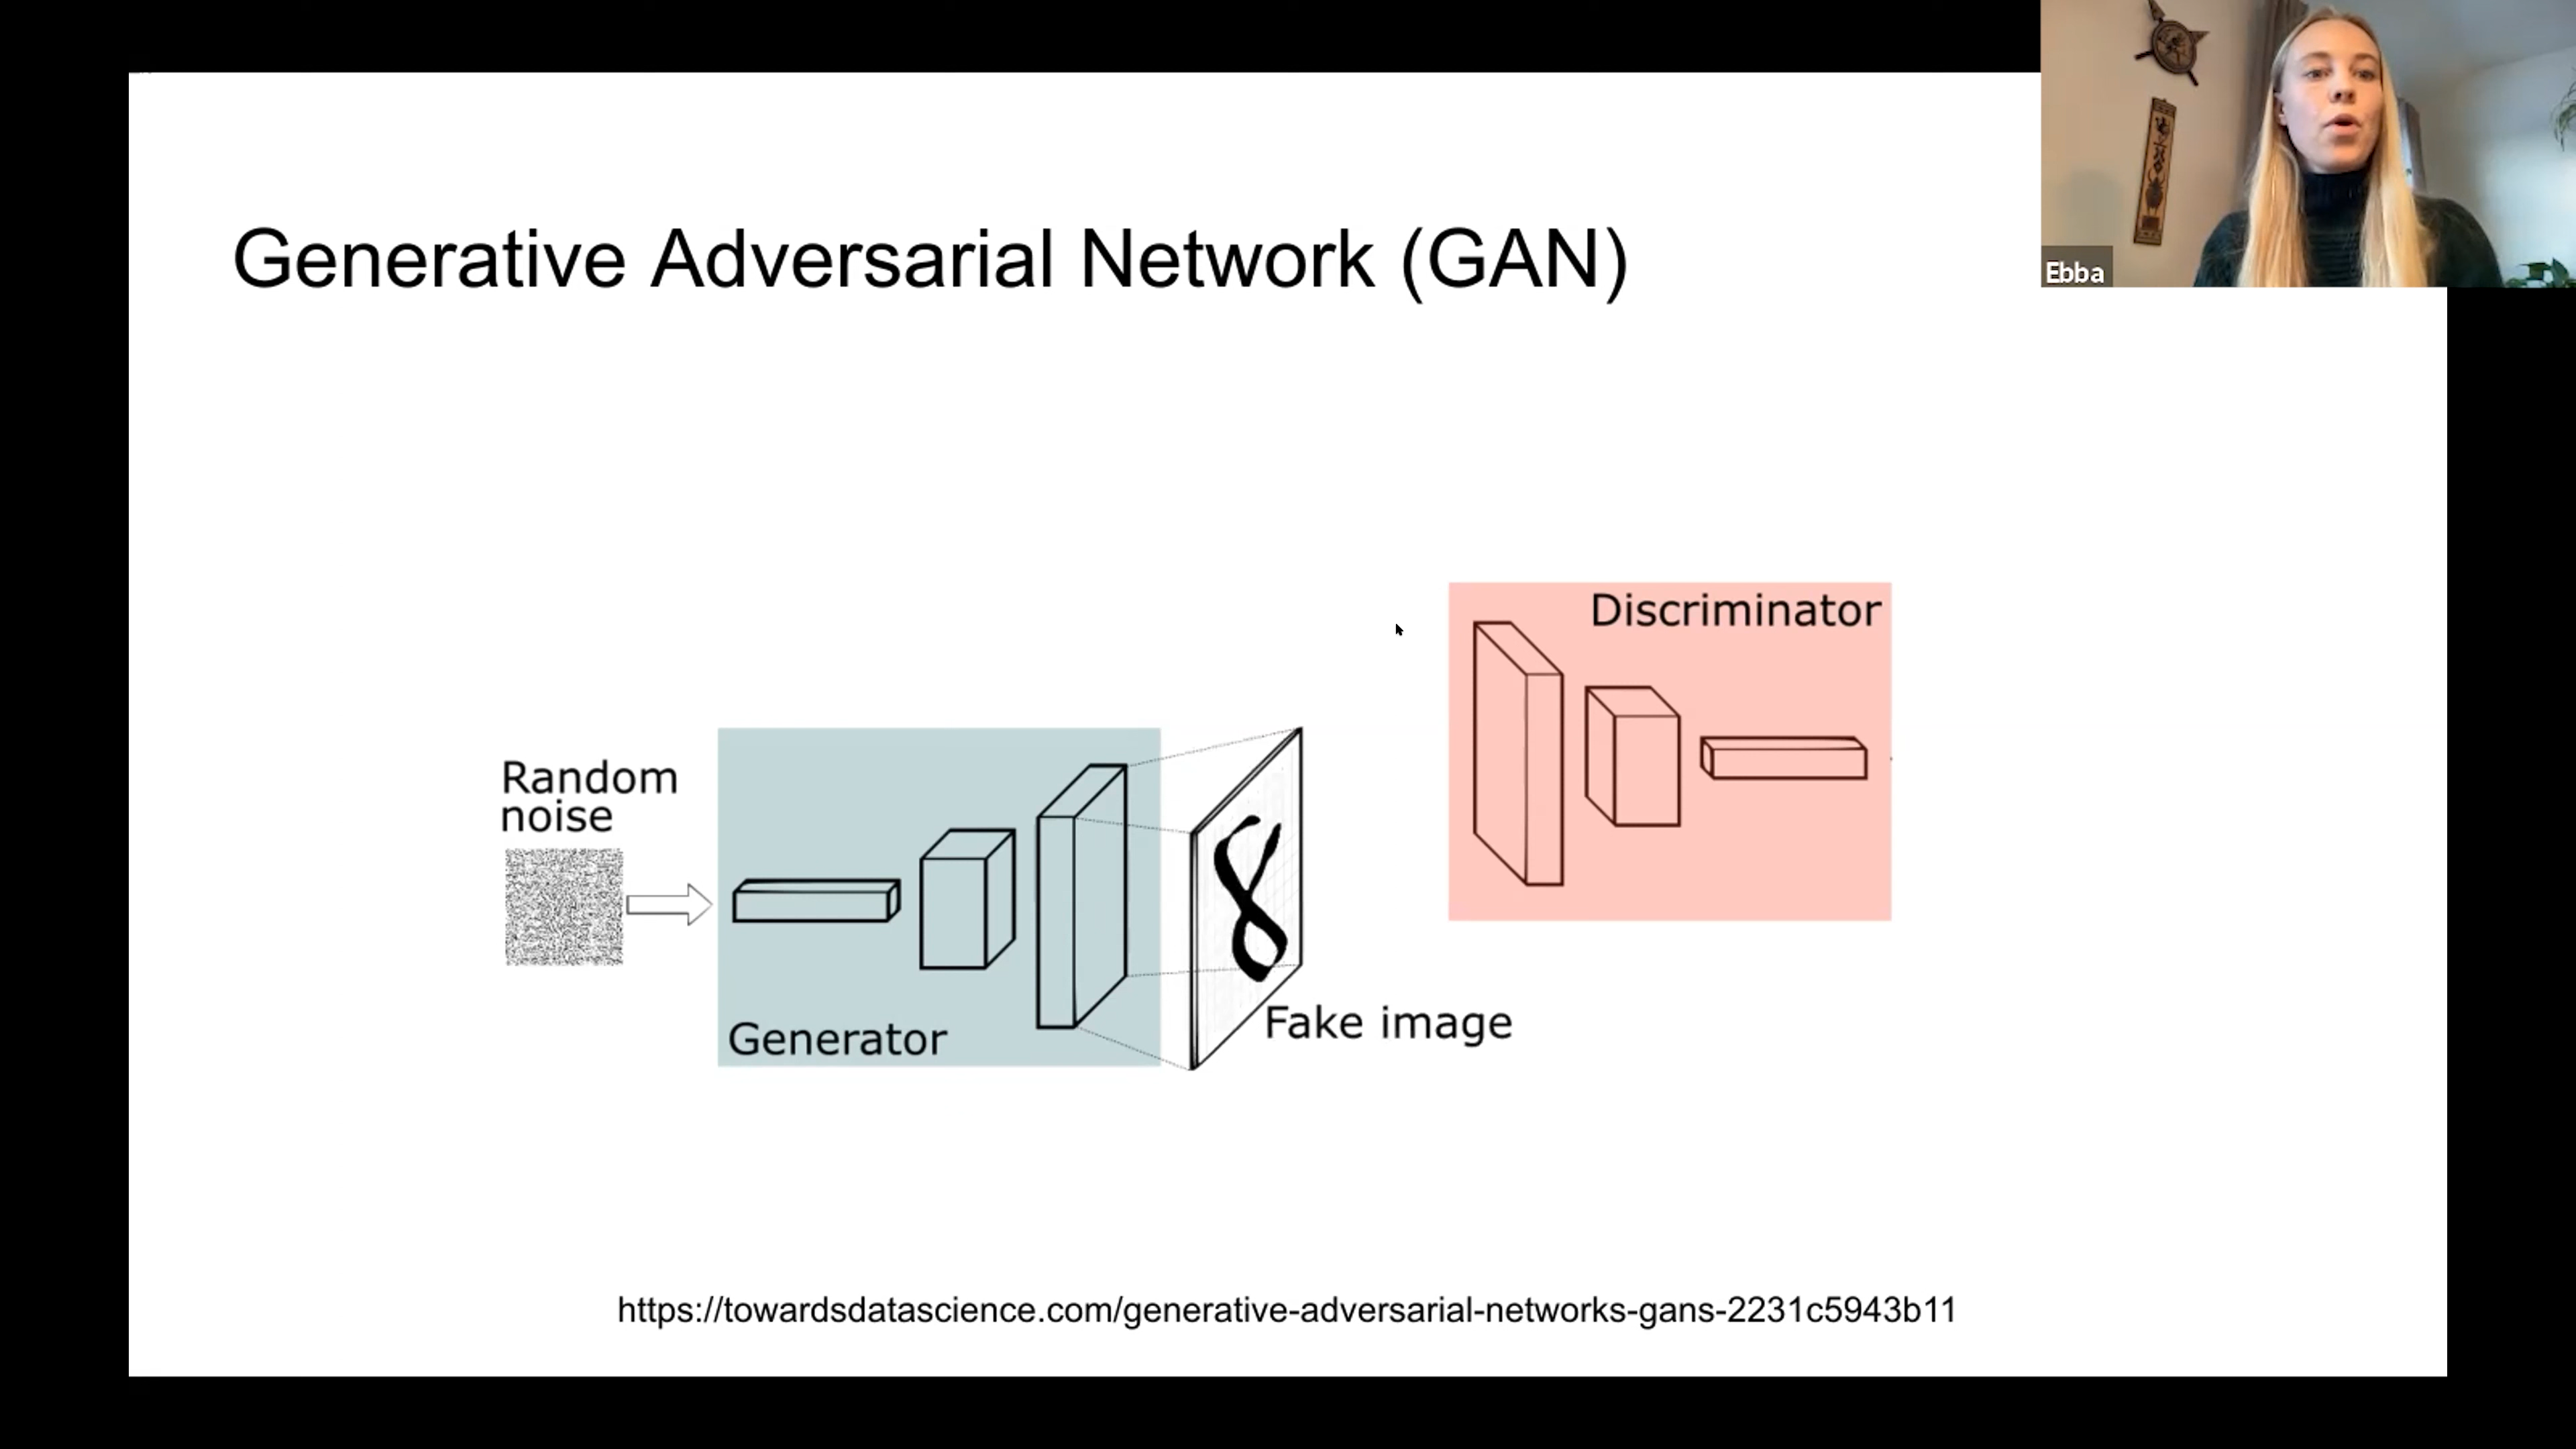 Ebba
Generative Adversarial Network (GAN)
Discriminator
Random
noise
Generator
Fake image
https://towardsdatascience.com/generative-adversarial-networks-gans-2231c5943b11